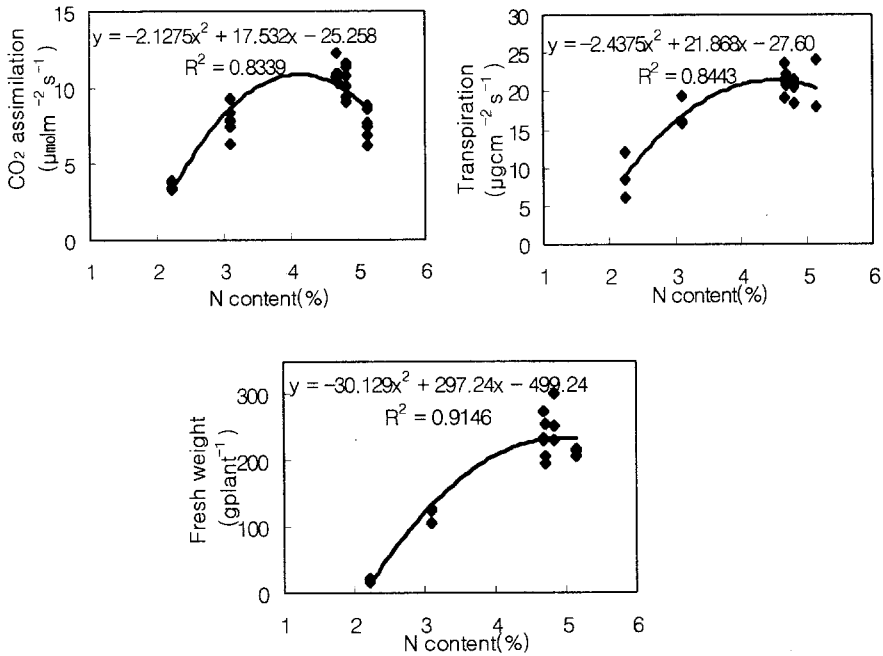 y = −2.1275x² + 17.532x − 25.258
R² = 0.8339
CO₂ assimilation
(μmolm⁻² s⁻¹)
15
10
5
0
1 2 3 4 5 6
N content(%)
y = −2.4375x² + 21.868x − 27.60
R² = 0.8443
Transpiration
(μgcm⁻² s⁻¹)
30
25
20
15
10
5
0
1 2 3 4 5 6
N content(%)
y = −30.129x² + 297.24x − 499.24
R² = 0.9146
Fresh weight
(gplant⁻¹)
300
200
100
0
1 2 3 4 5 6
N content(%)